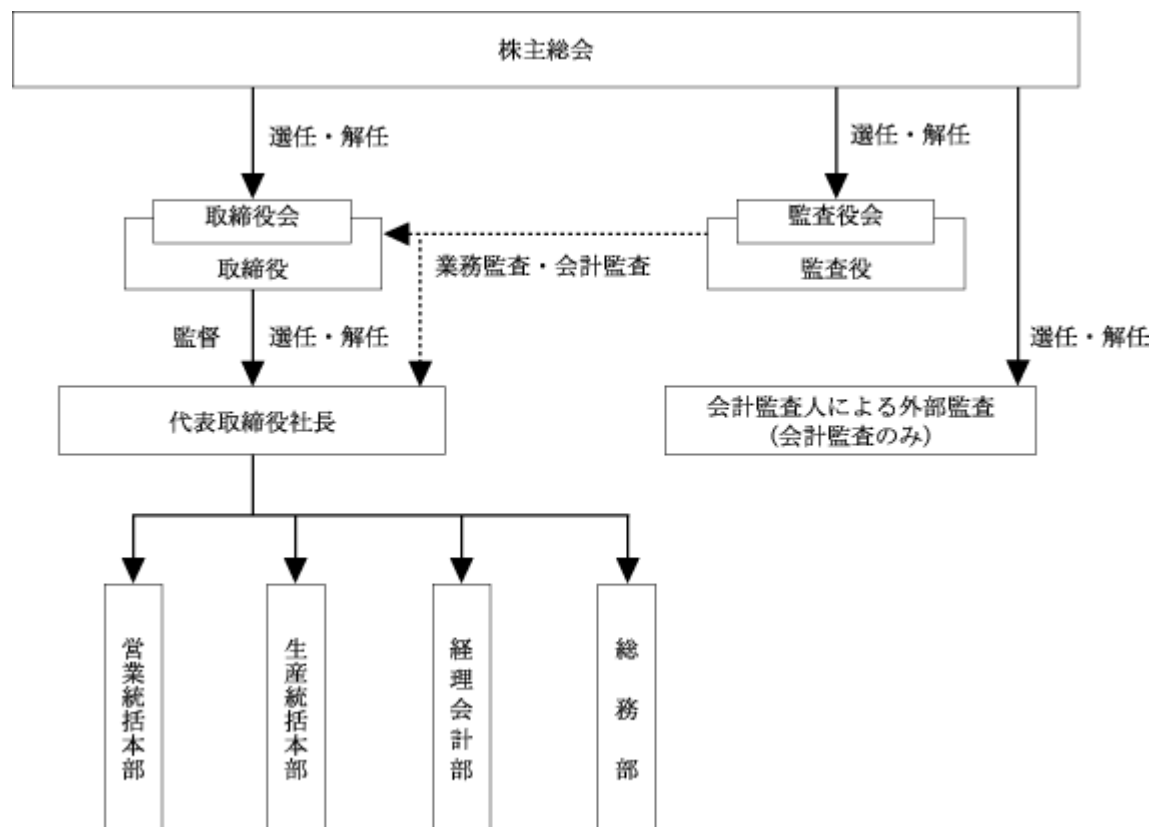 株主総会
選任・解任
選任・解任
取締役会
監査役会
取締役
業務監査・会計監査
監査役
監督
選任・解任
選任・解任
代表取締役社長
会計監査人による外部監査
（会計監査のみ）
営業統括本部
生産統括本部
経理会計部
総務部